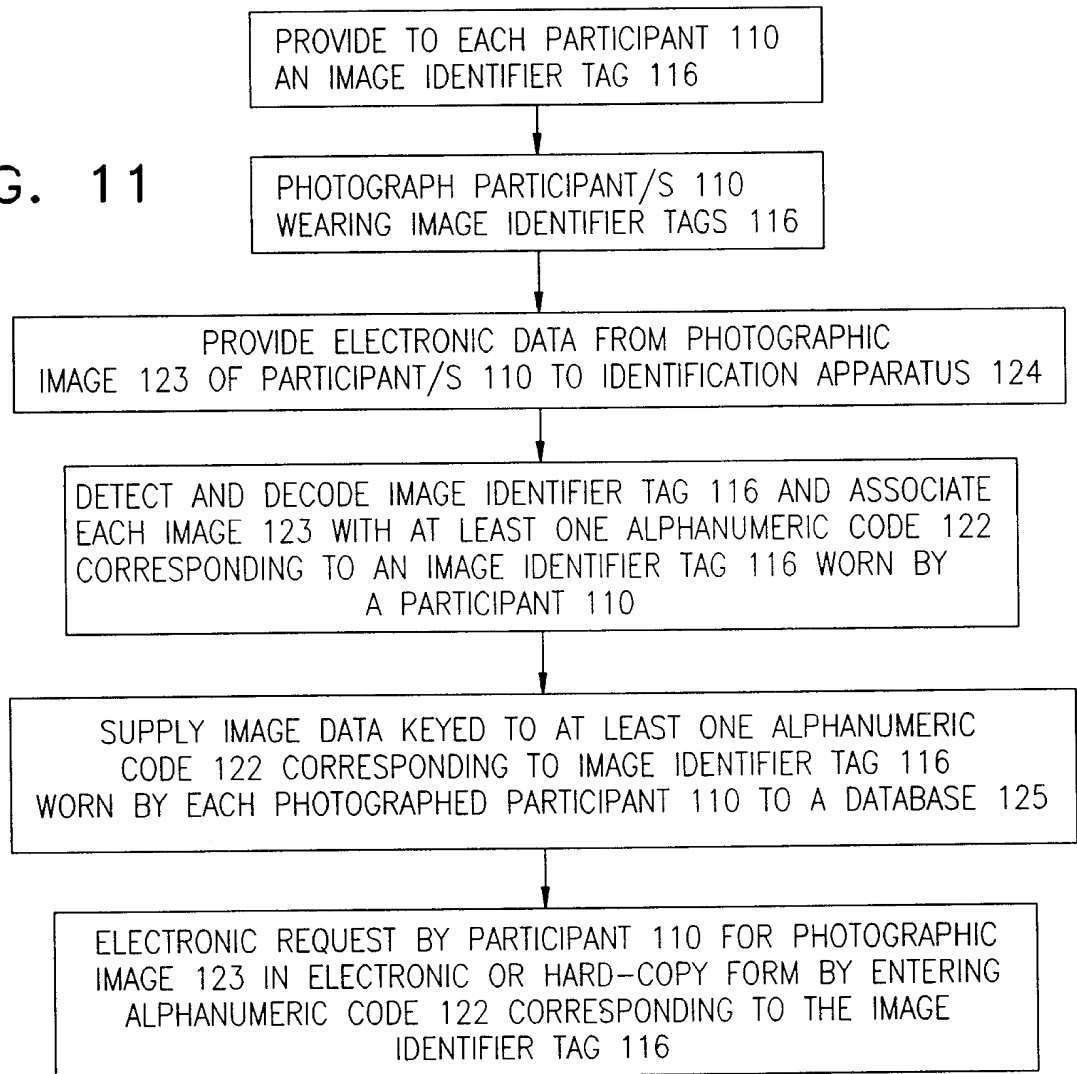 PROVIDE TO EACH PARTICIPANT 110
AN IMAGE IDENTIFIER TAG 116
G. 11
PHOTOGRAPH PARTICIPANT/S 110
WEARING IMAGE IDENTIFIER TAGS 116
PROVIDE ELECTRONIC DATA FROM PHOTOGRAPHIC
IMAGE 123 OF PARTICIPANT/S 110 TO IDENTIFICATION APPARATUS 124
DETECT AND DECODE IMAGE IDENTIFIER TAG 116 AND ASSOCIATE
EACH IMAGE 123 WITH AT LEAST ONE ALPHANUMERIC CODE 122
CORRESPONDING TO AN IMAGE IDENTIFIER TAG 116 WORN BY
A PARTICIPANT 110
SUPPLY IMAGE DATA KEYED TO AT LEAST ONE ALPHANUMERIC
CODE 122 CORRESPONDING TO IMAGE IDENTIFIER TAG 116
WORN BY EACH PHOTOGRAPHED PARTICIPANT 110 TO A DATABASE 125
ELECTRONIC REQUEST BY PARTICIPANT 110 FOR PHOTOGRAPHIC
IMAGE 123 IN ELECTRONIC OR HARD-COPY FORM BY ENTERING
ALPHANUMERIC CODE 122 CORRESPONDING TO THE IMAGE
IDENTIFIER TAG 116